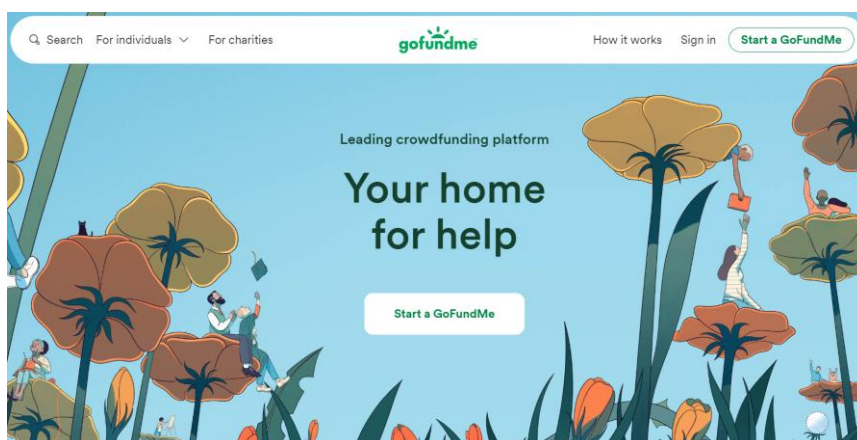 Search For individuals For charities gofundme How it works Sign in Start a GoFundMe
Leading crowdfunding platform
Your home
for help
Start a GoFundMe